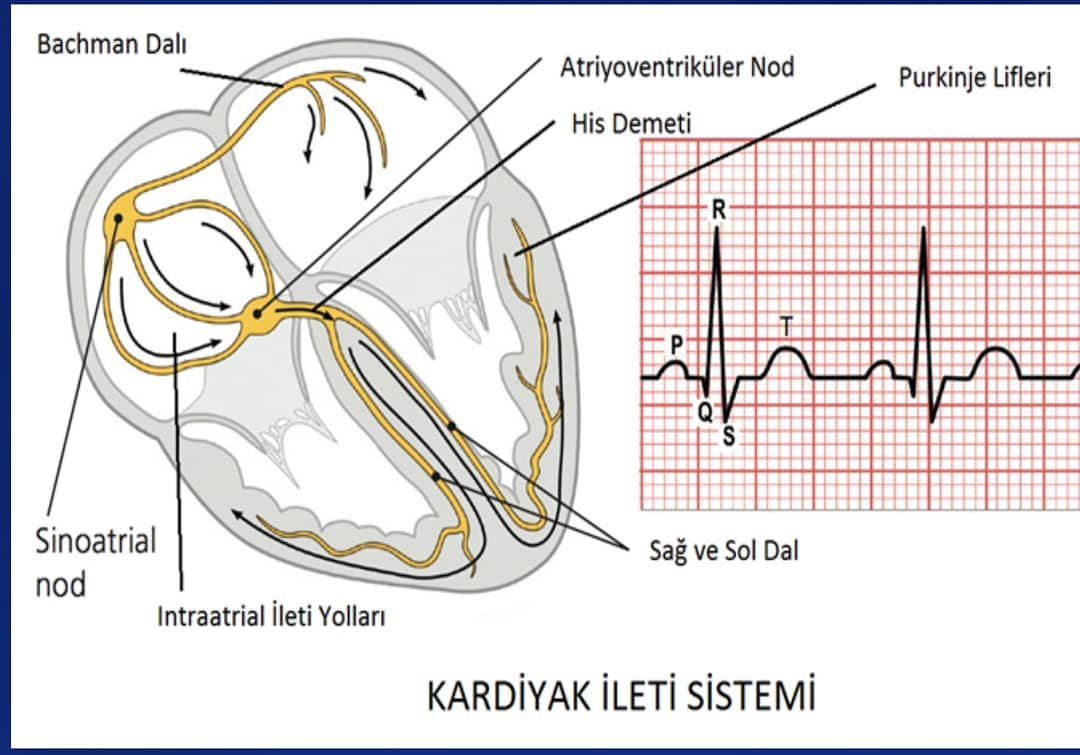 Bachman Dalı
Atriyoventriküler Nod
Purkinje Lifleri
His Demeti
R
P
T
Q
S
Sinoatrial
nod
Sağ ve Sol Dal
Intraatrial İleti Yolları
KARDİYAK İLETİ SİSTEMİ